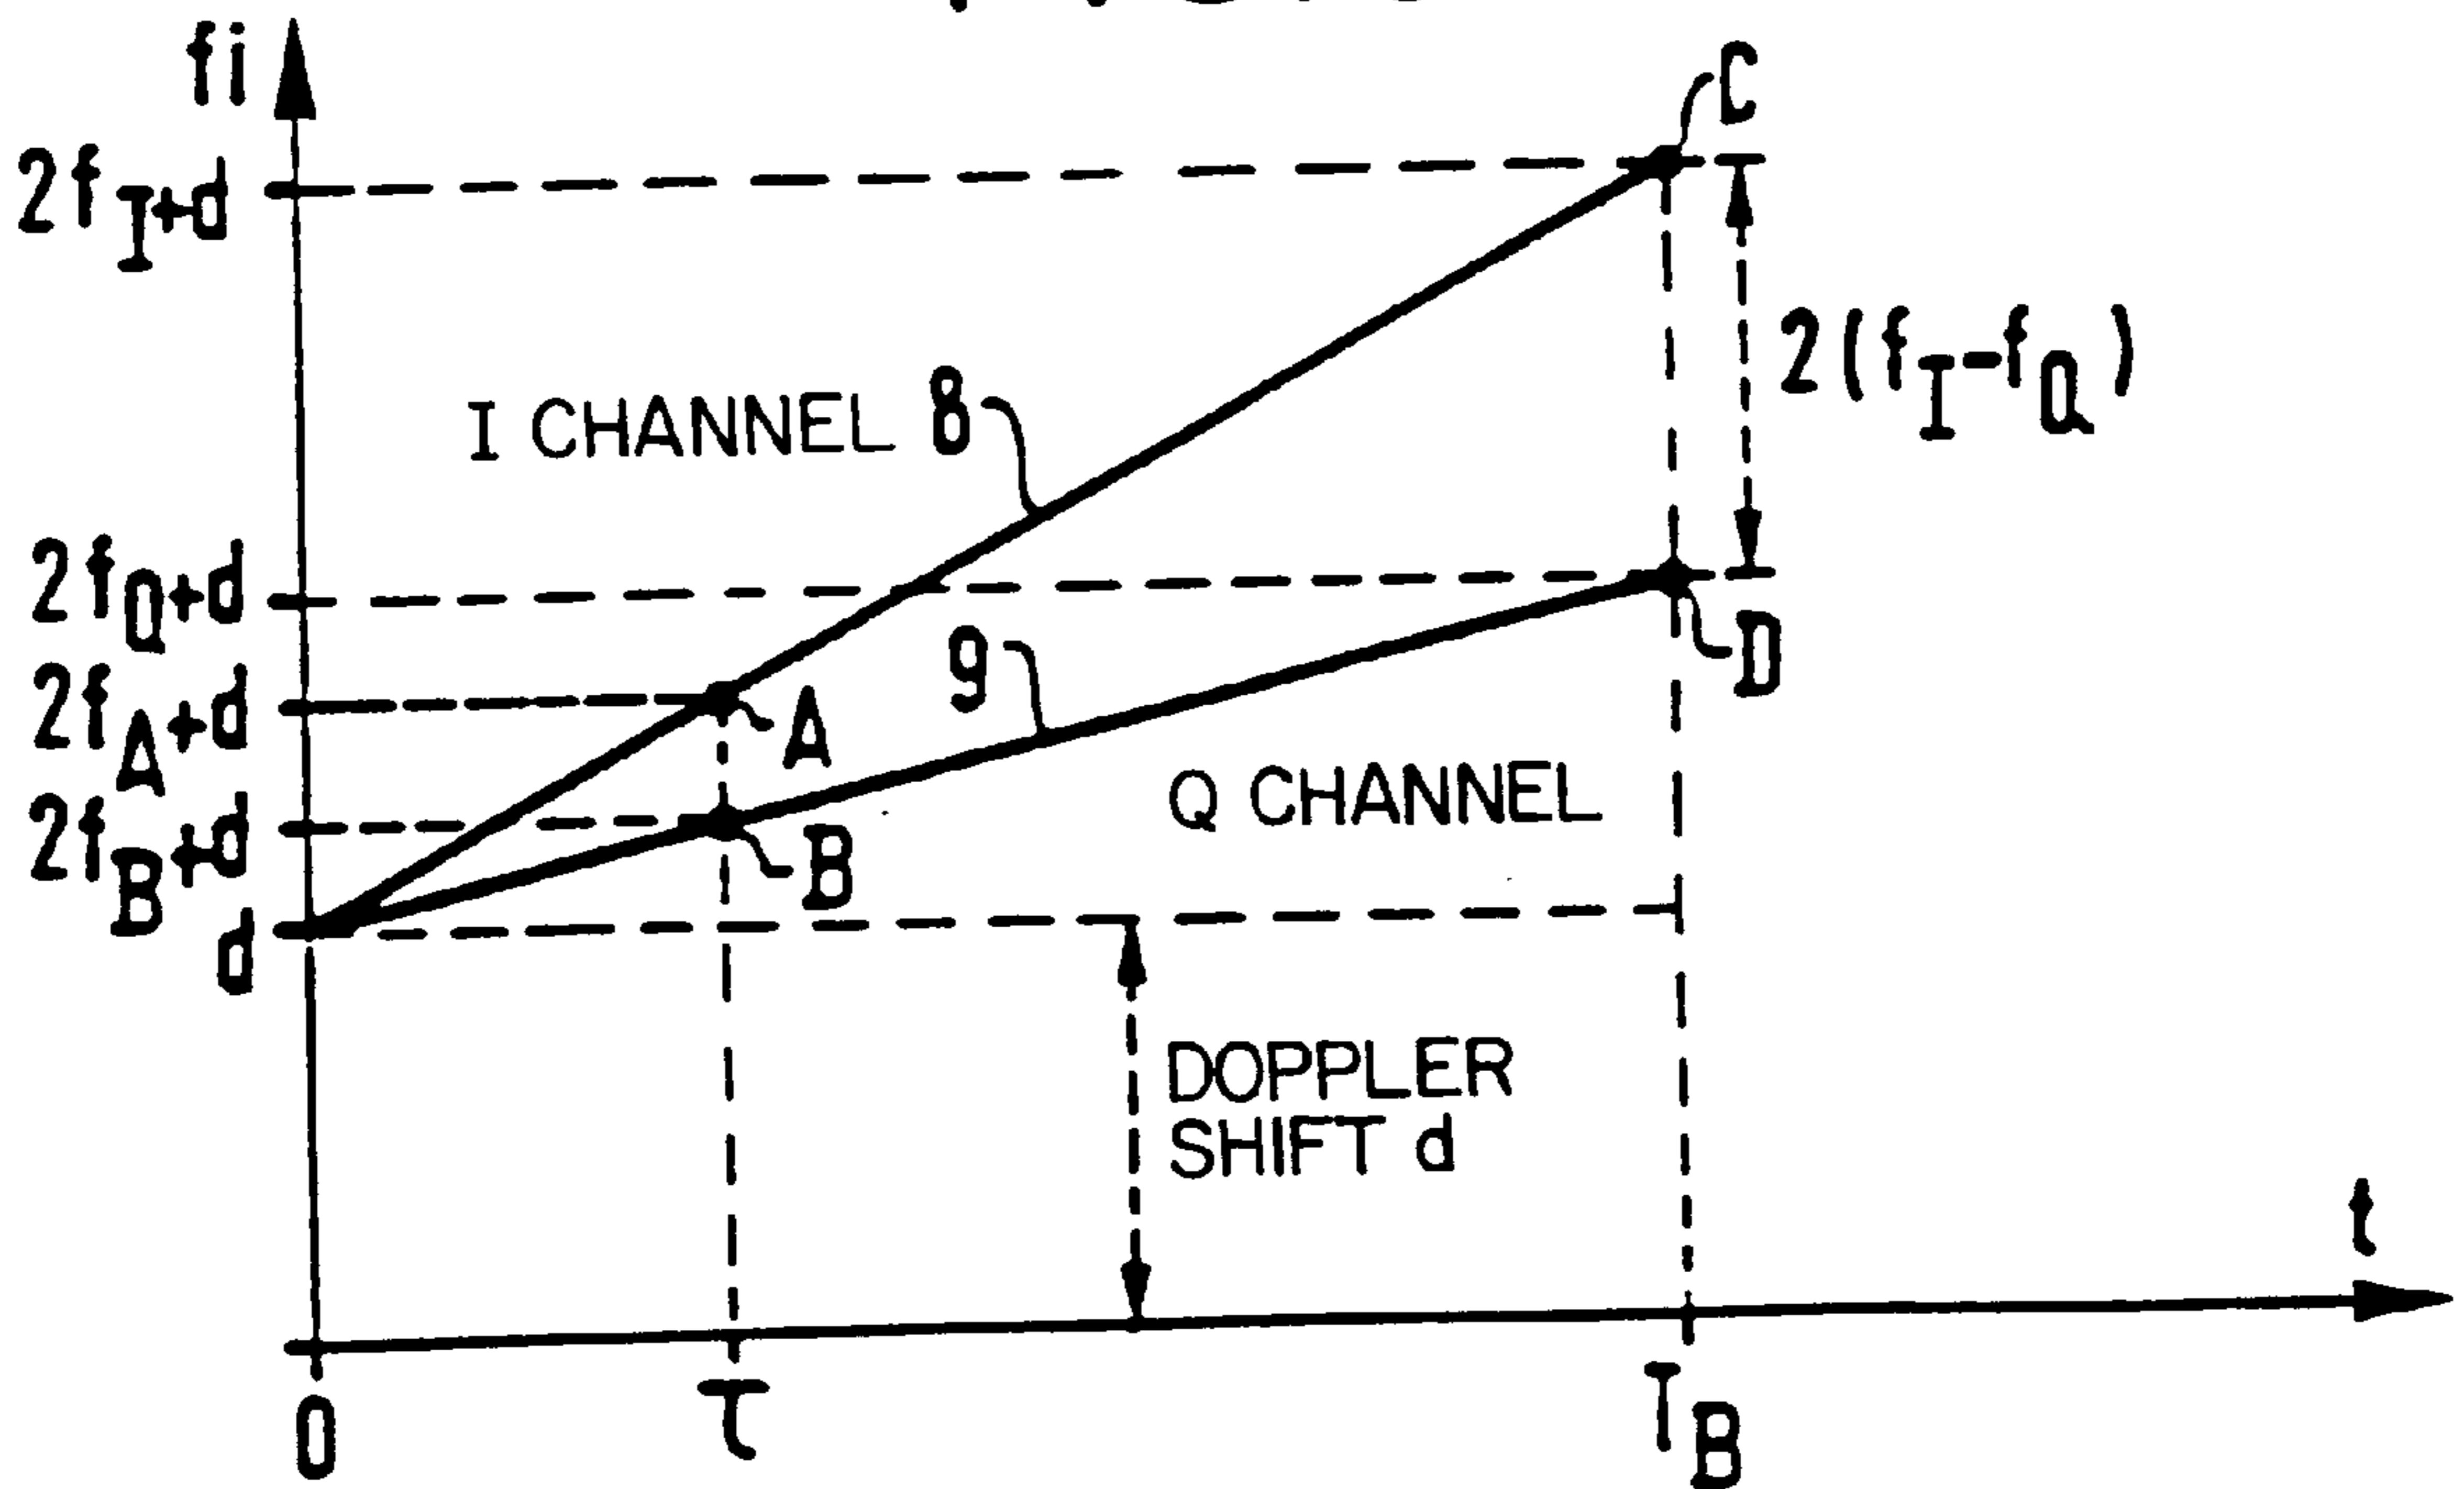 fi
C
2f_I+d
2(f_I-f_Q)
I CHANNEL 8
2f_Q+d
9
D
2f_A+d
A
Q CHANNEL
2f_B+d
B
d
DOPPLER
SHIFT d
t
0
τ
T_B